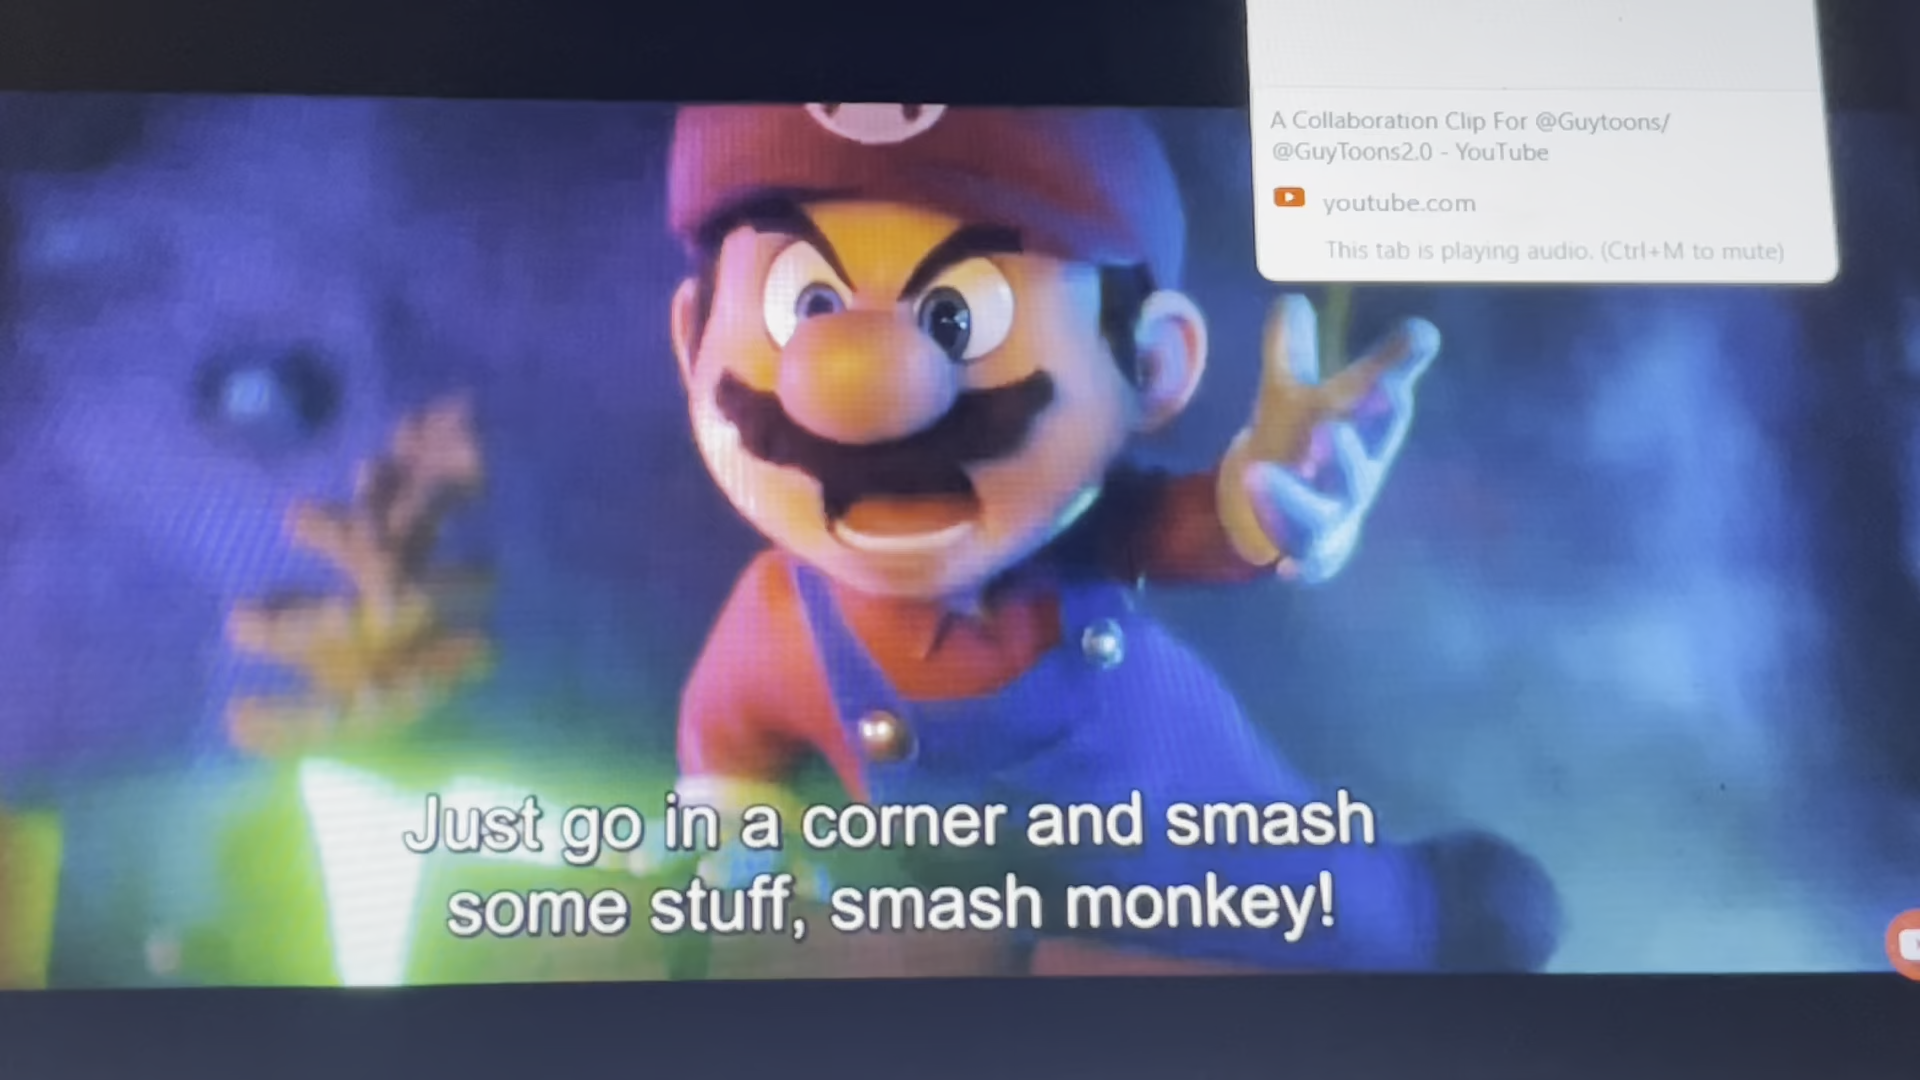 A Collaboration Clip For @Guytoons/
@GuyToons2.0 - YouTube
youtube.com
This tab is playing audio. (Ctrl+M to mute)
Just go in a corner and smash
some stuff, smash monkey!